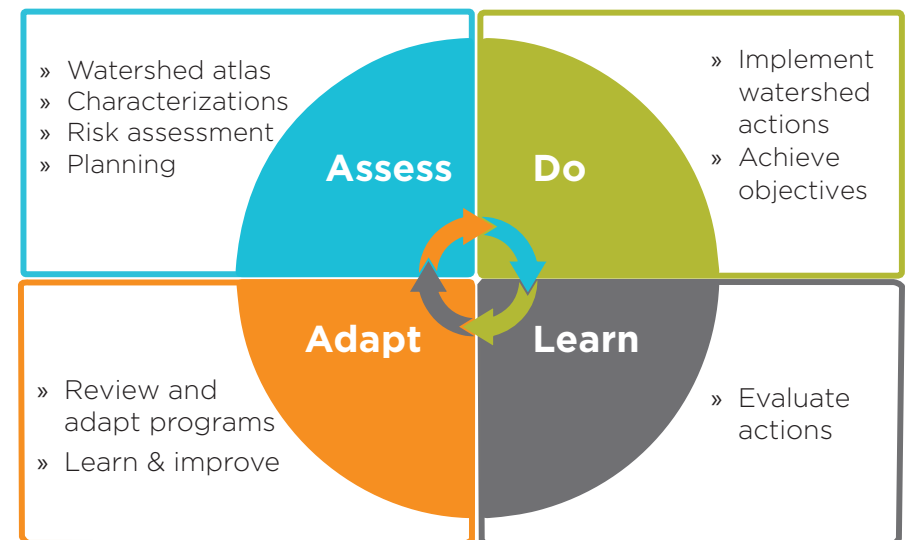 » Watershed atlas
» Characterizations
» Risk assessment
» Planning
Assess
Do
» Implement
watershed
actions
» Achieve
objectives
Adapt
» Review and
adapt programs
» Learn & improve
Learn
» Evaluate
actions